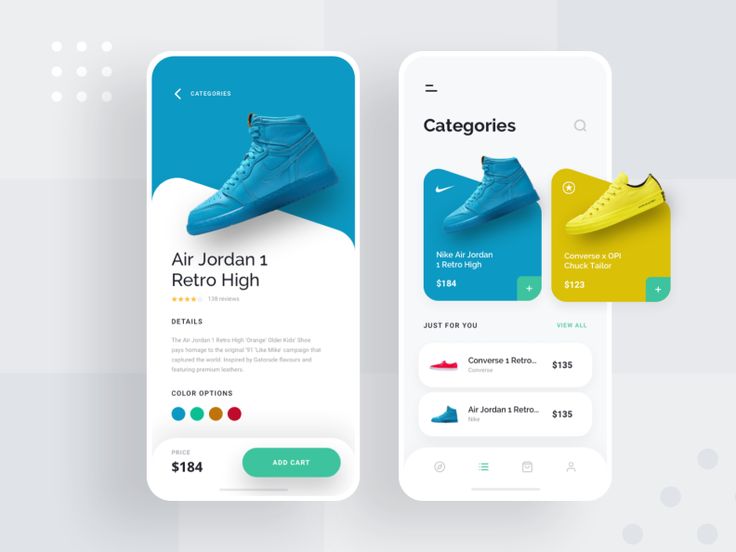 CATEGORIES
Air Jordan 1
Retro High
138 reviews
DETAILS
The Air Jordan 1 Retro High 'Orange' Older Kids' Shoe
pays homage to the original '91 'Like Mike' campaign that
captured the world. Inspired by Gatorade flavours and
featuring premium leathers.
COLOR OPTIONS
PRICE
$184
ADD CART
Categories
Nike Air Jordan
1 Retro High
$184
+
Converse x OPI
Chuck Tailor
$123
+
JUST FOR YOU
VIEW ALL
Converse 1 Retro...
Converse
$135
Air Jordan 1 Retro...
Nike
$135